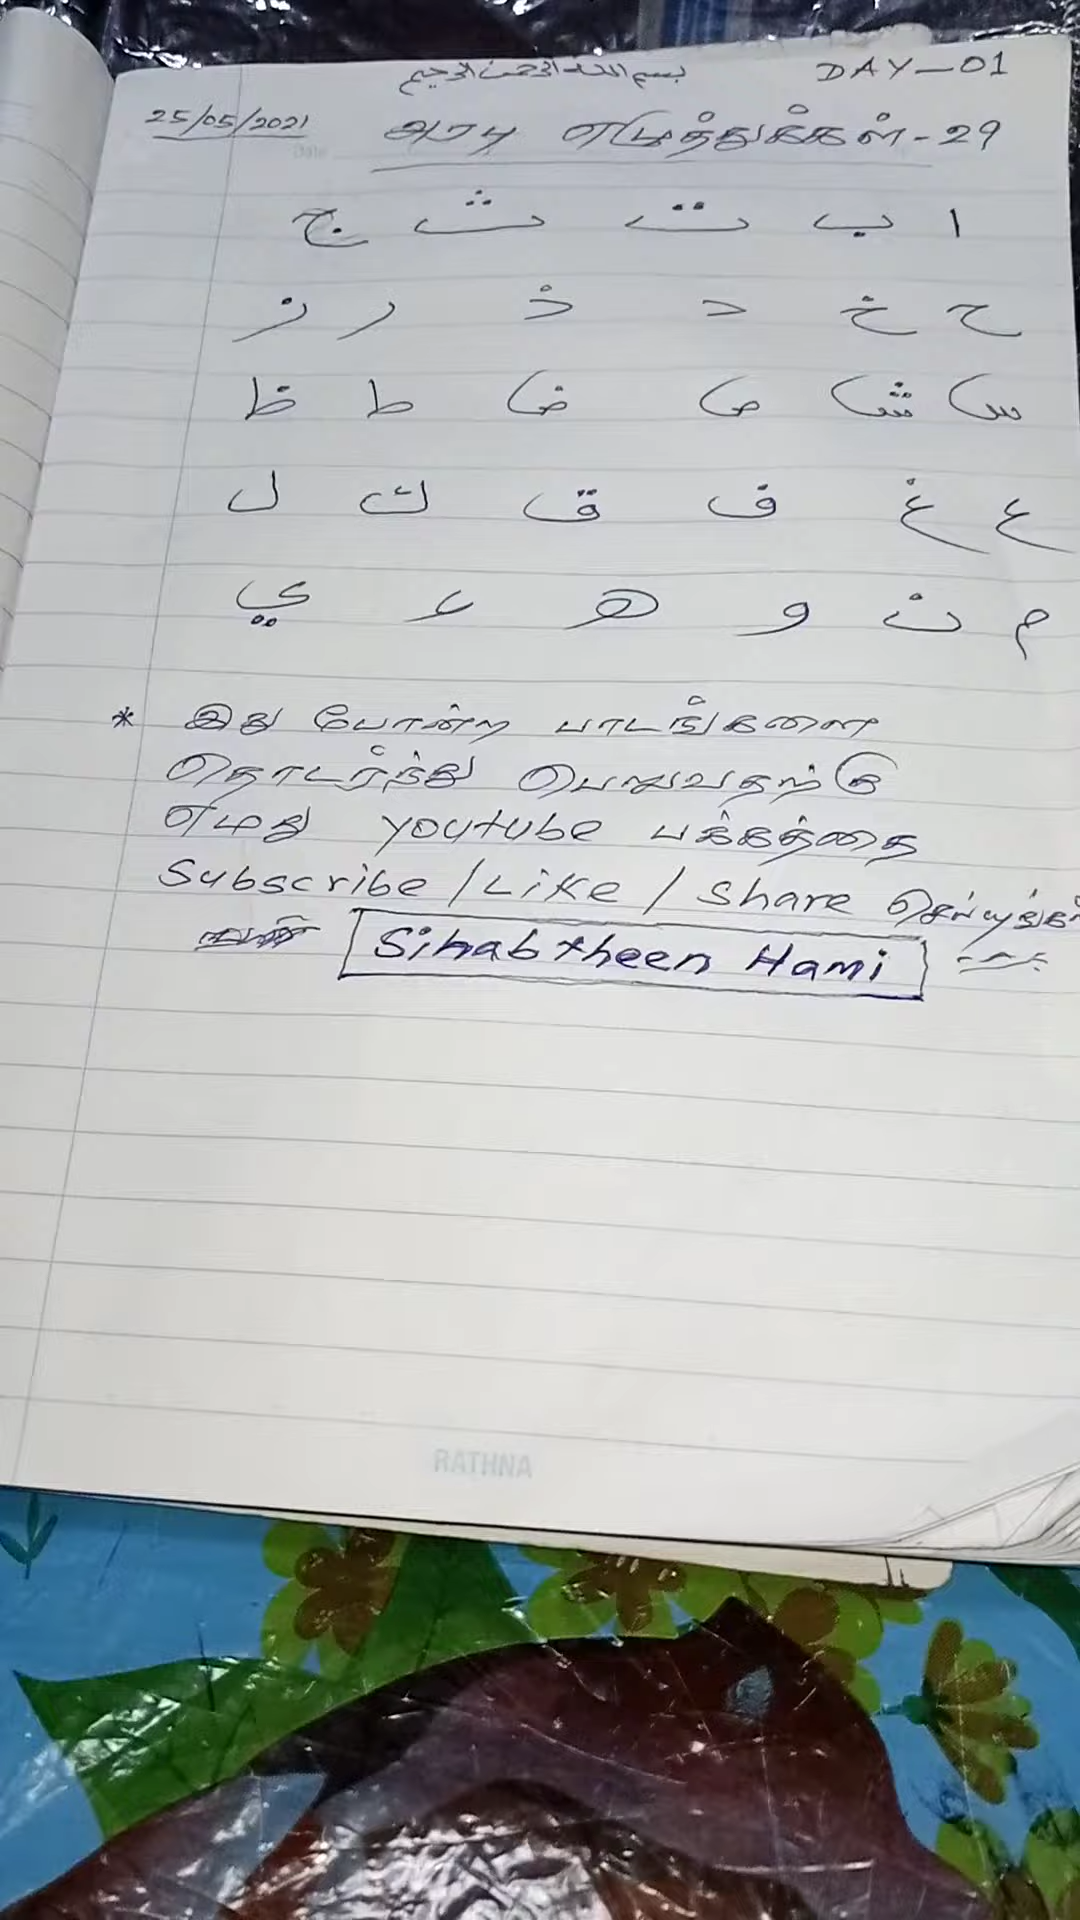 بسم الله الرحمن الرحيم DAY-01
25/05/2021 அரபு எழுத்துக்கள்-29
ا ب ت ث ج
ح خ د ذ ر ز
س ش ص ض ط ظ
ع غ ف ق ك ل
م ن و ه ء ي
* இது போன்ற பாடங்களை
தொடர்ந்து பெறுவதற்கு
எமது youtube பக்கத்தை
Subscribe/Like/Share செய்யுங்கள்
Sihabtheen Hami
RATHNA